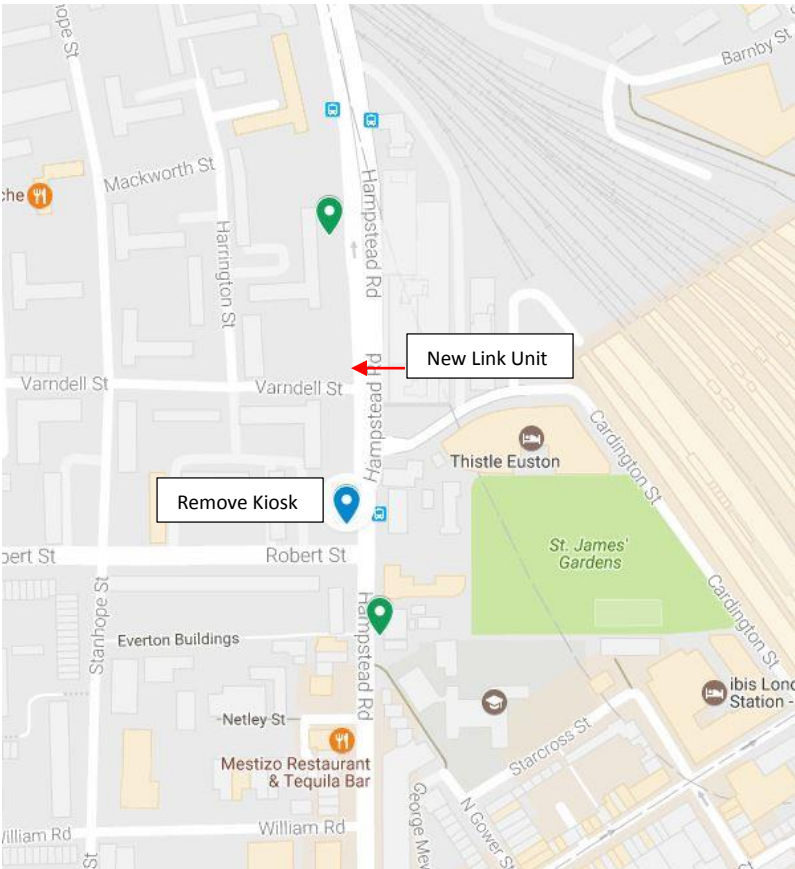 ope St
Barnby St
Mackworth St
che
Hampstead Rd
Harrington St
New Link Unit
Varndell St
Varndell St
Hampstead Rd
Cardington St
Thistle Euston
Remove Kiosk
St. James'
Gardens
bert St
Robert St
Stanhope St
Everton Buildings
Hampstead Rd
Cardington St
ibis Lond
Station -
Netley St
Mestizo Restaurant
& Tequila Bar
Starcross St
William Rd
William Rd
George Mew
N Gower St
St
Ct